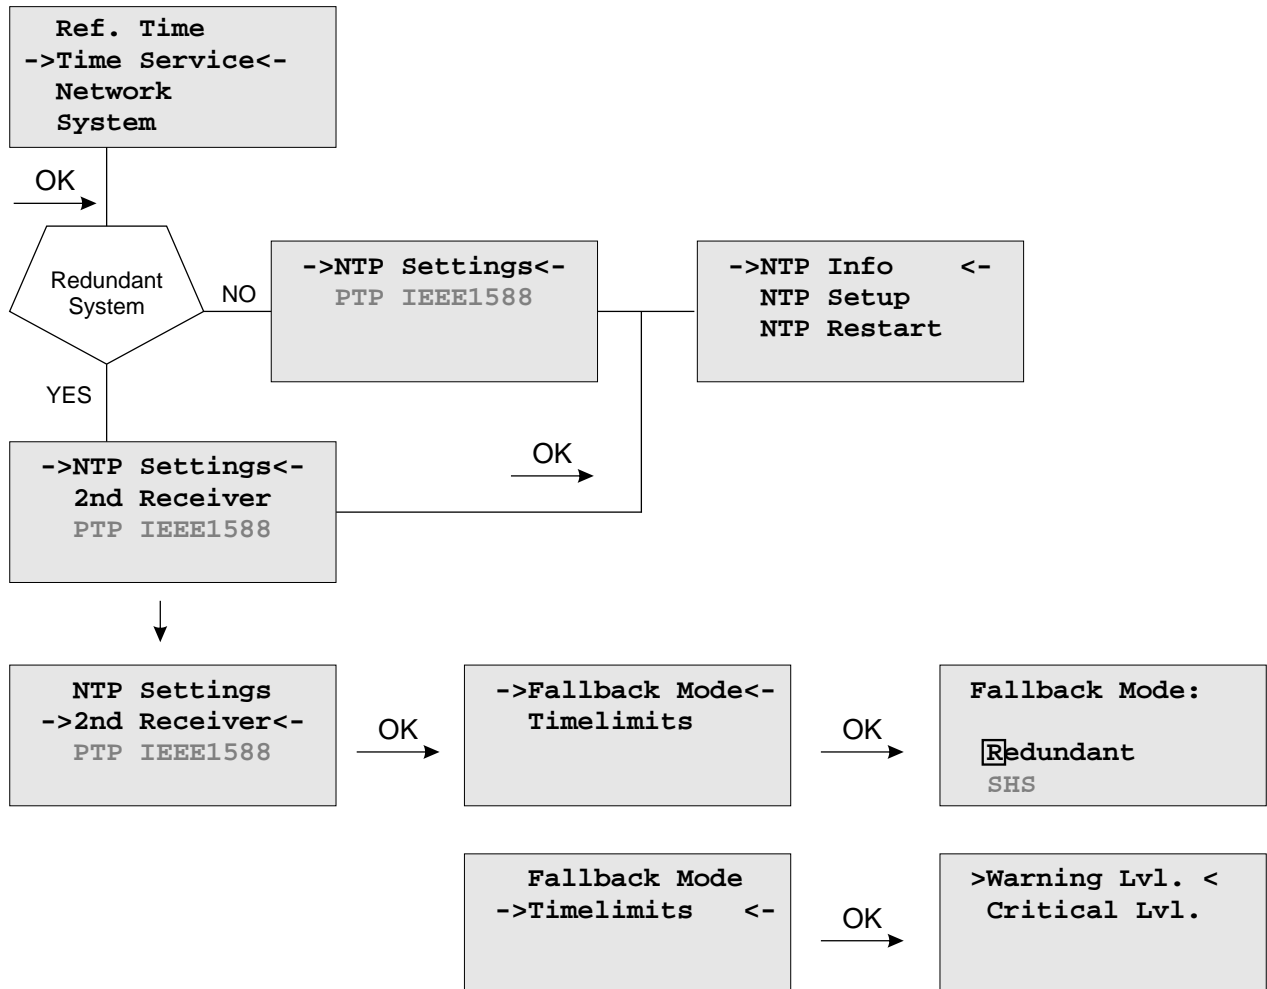 Ref. Time
->Time Service<-
Network
System
OK
Redundant
System
NO
YES
->NTP Settings<-
PTP IEEE1588
->NTP Info <-
NTP Setup
NTP Restart
->NTP Settings<-
2nd Receiver
PTP IEEE1588
OK
NTP Settings
->2nd Receiver<-
PTP IEEE1588
OK
->Fallback Mode<-
Timelimits
OK
Fallback Mode:
Redundant
SHS
Fallback Mode
->Timelimits <-
OK
>Warning Lvl. <
Critical Lvl.